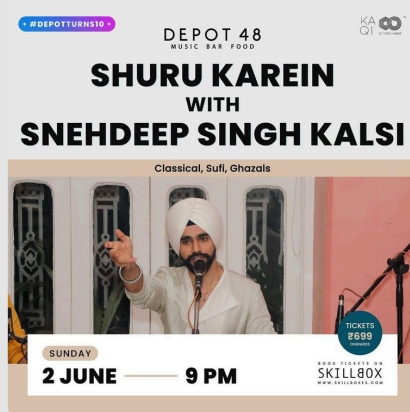 #DEPOTTURNS10
KA
QI
DEPOT 48
MUSIC BAR FOOD
SHURU KAREIN
WITH
SNEHDEEP SINGH KALSI
Classical, Sufi, Ghazals
TICKETS
₹699
ONWARDS
SUNDAY
2 JUNE
9 PM
BOOK TICKETS ON
SKILLBOX
WWW.SKILLBOXES.COM